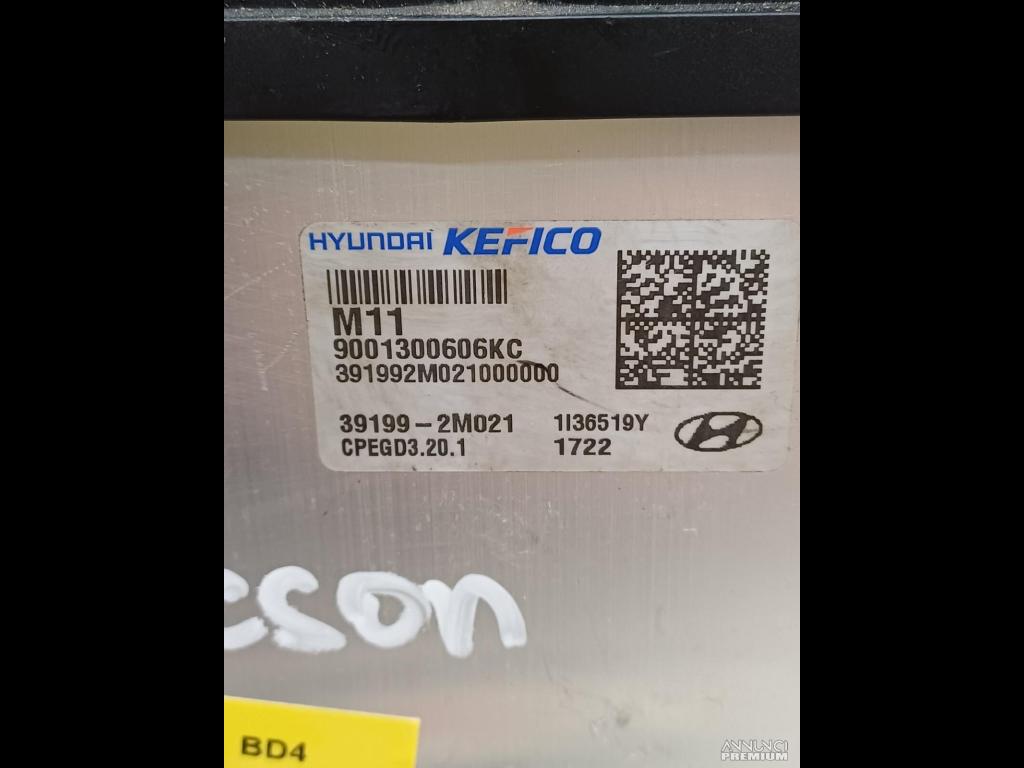 HYUNDAI KEFICO
M11
9001300606KC
391992M021000000
39199-2M021 1I36519Y
CPEGD3.20.1 1722
cson
BD4
ANNUNCI
PREMIUM